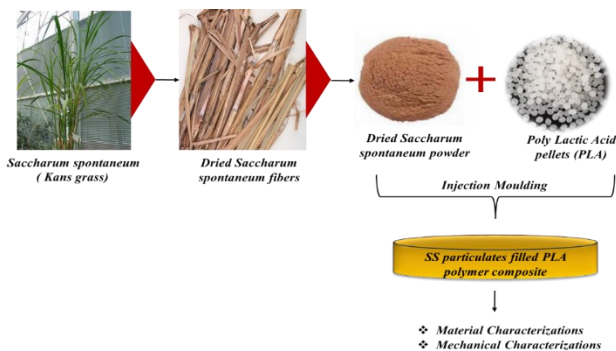 Saccharum spontaneum
( Kans grass)
Dried Saccharum
spontaneum fibers
Dried Saccharum
spontaneum powder
Poly Lactic Acid
pellets (PLA)
Injection Moulding
SS particulates filled PLA
polymer composite
❖ Material Characterizations
❖ Mechanical Characterizations